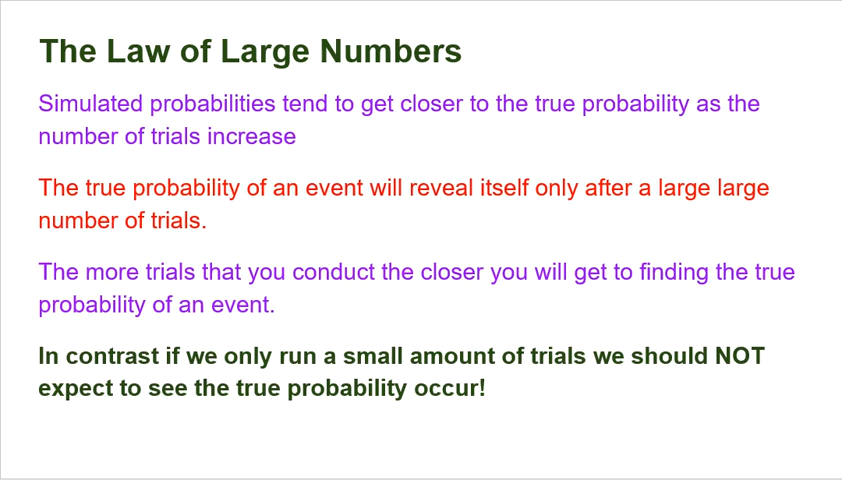 The Law of Large Numbers
Simulated probabilities tend to get closer to the true probability as the
number of trials increase
The true probability of an event will reveal itself only after a large large
number of trials.
The more trials that you conduct the closer you will get to finding the true
probability of an event.
In contrast if we only run a small amount of trials we should NOT
expect to see the true probability occur!